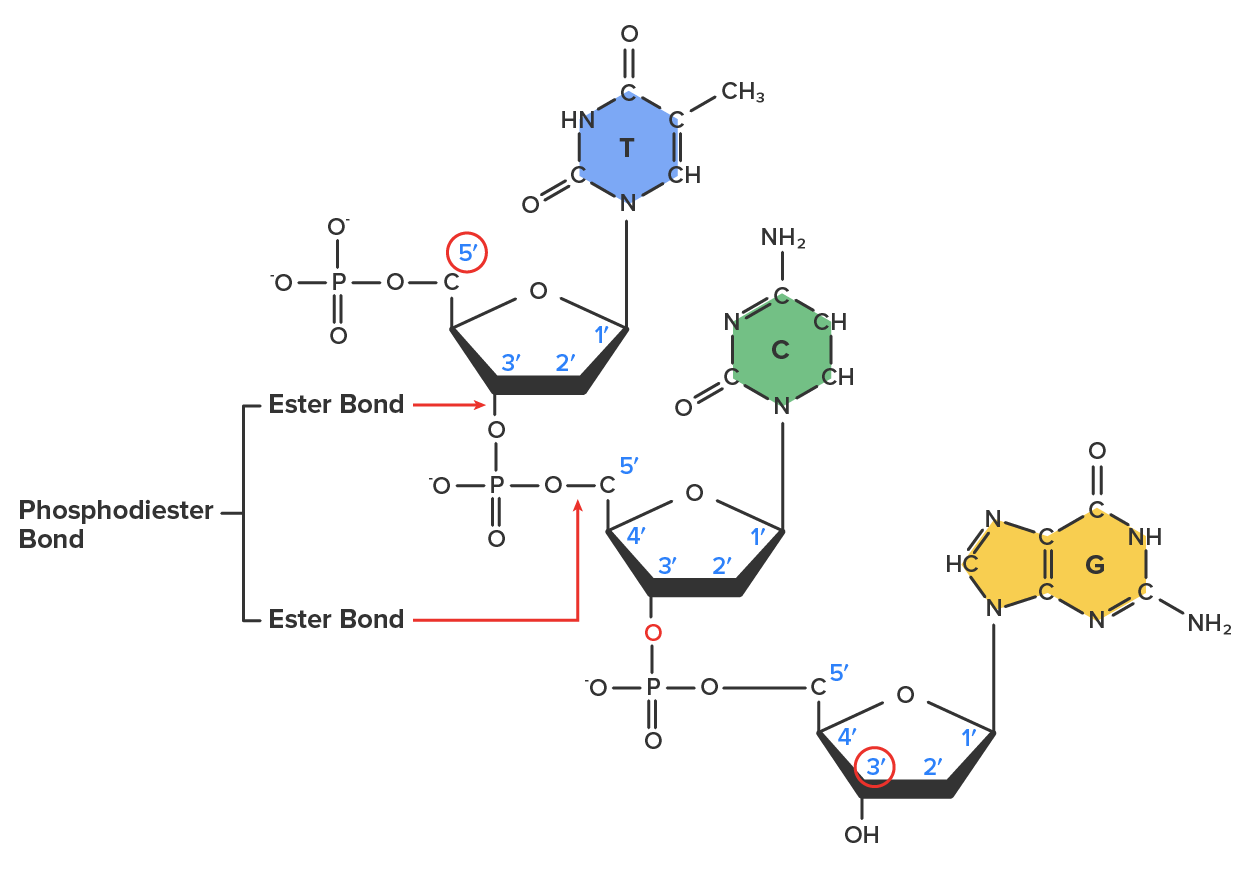 O
C
CH₃
HN
C
T
C
CH
O
N
O⁻
5′
⁻O
P
O
C
O
O
1′
3′
2′
NH₂
C
N
CH
C
C
CH
O
N
Ester Bond
O
5′
⁻O
P
O
C
O
O
4′
1′
3′
2′
Phosphodiester
Bond
Ester Bond
O
C
N
C
NH
HC
G
N
C
N
C
NH₂
O
5′
⁻O
P
O
C
O
O
4′
1′
3′
2′
OH